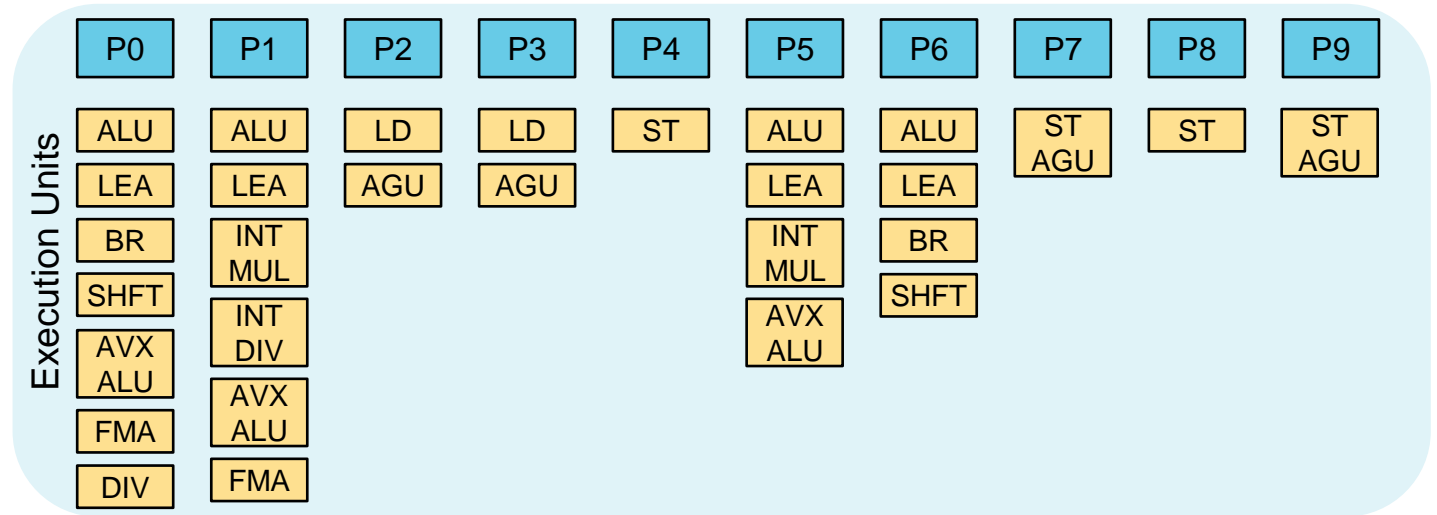 P0 P1 P2 P3 P4 P5 P6 P7 P8 P9
Execution Units
ALU
LEA
BR
SHFT
AVX
ALU
FMA
DIV
ALU
LEA
INT
MUL
INT
DIV
AVX
ALU
FMA
LD
AGU
LD
AGU
ST
ALU
LEA
INT
MUL
AVX
ALU
ALU
LEA
BR
SHFT
ST
AGU
ST
ST
AGU